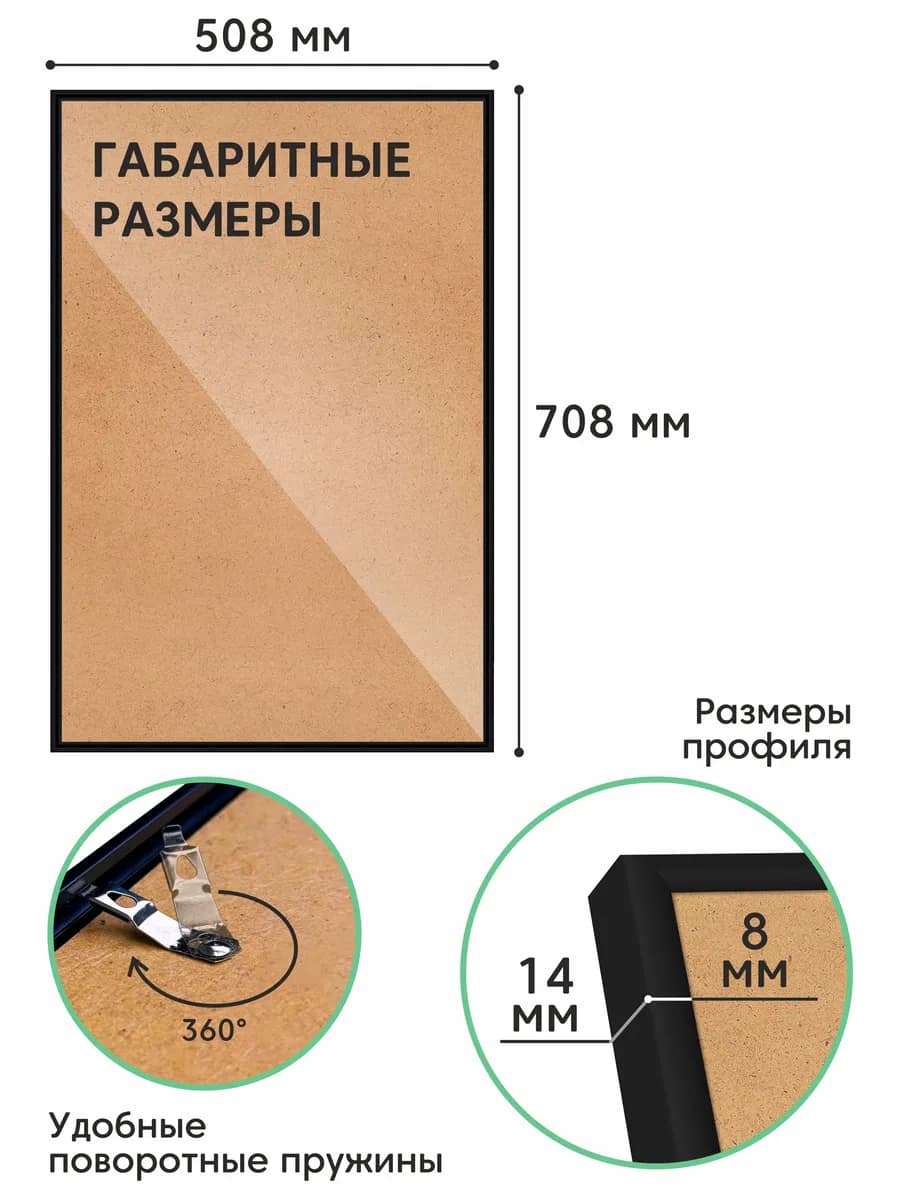 508 мм
ГАБАРИТНЫЕ
РАЗМЕРЫ
708 мм
Размеры
профиля
8
мм
14
мм
360°
Удобные
поворотные пружины